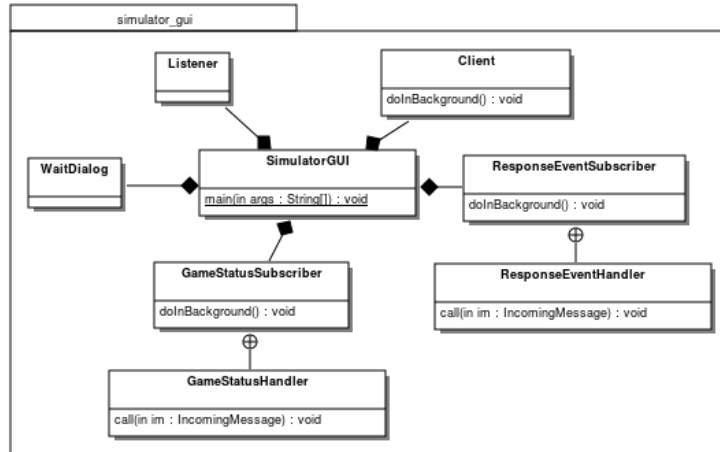 simulator_gui
Listener
Client
doInBackground() : void
WaitDialog
SimulatorGUI
main(in args : String[]) : void
ResponseEventSubscriber
doInBackground() : void
GameStatusSubscriber
doInBackground() : void
ResponseEventHandler
call(in im : IncomingMessage) : void
GameStatusHandler
call(in im : IncomingMessage) : void